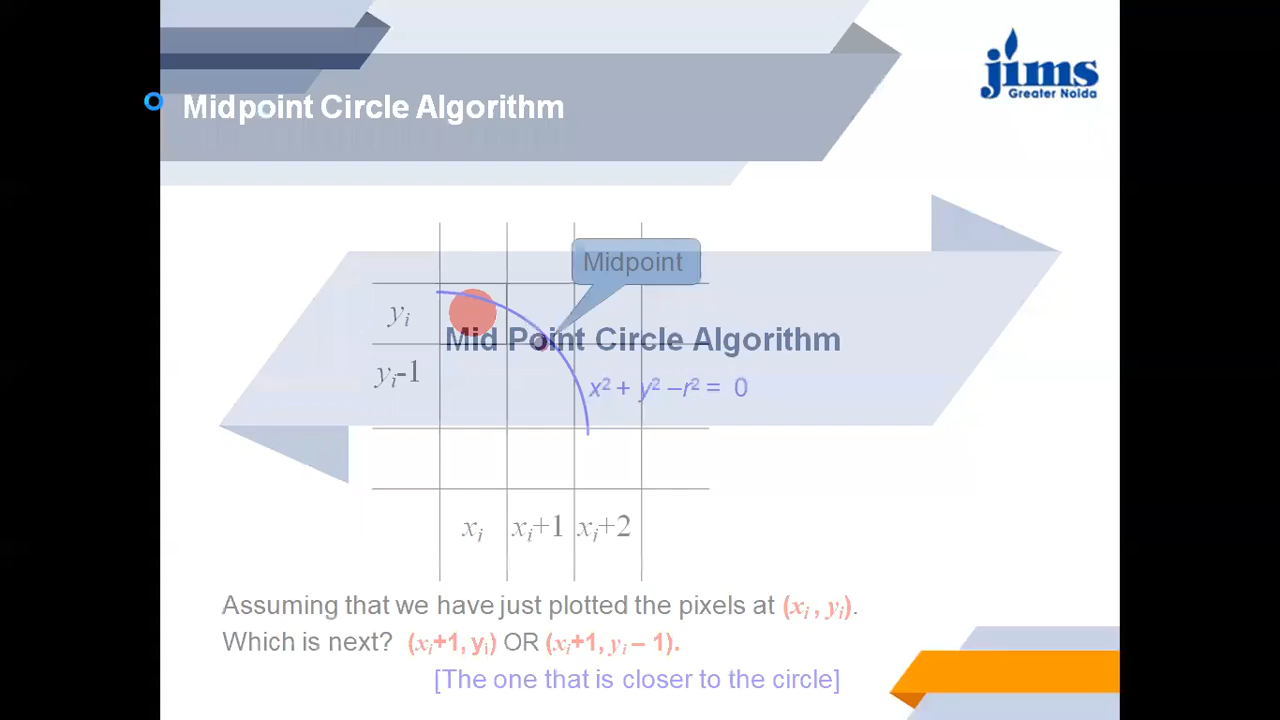 jims
Greater Noida
Midpoint Circle Algorithm
Midpoint
yᵢ
Mid Point Circle Algorithm
yᵢ-1
x² + y² – r² = 0
xᵢ xᵢ+1 xᵢ+2
Assuming that we have just plotted the pixels at (xᵢ , yᵢ).
Which is next? (xᵢ+1, yᵢ) OR (xᵢ+1, yᵢ – 1).
[The one that is closer to the circle]